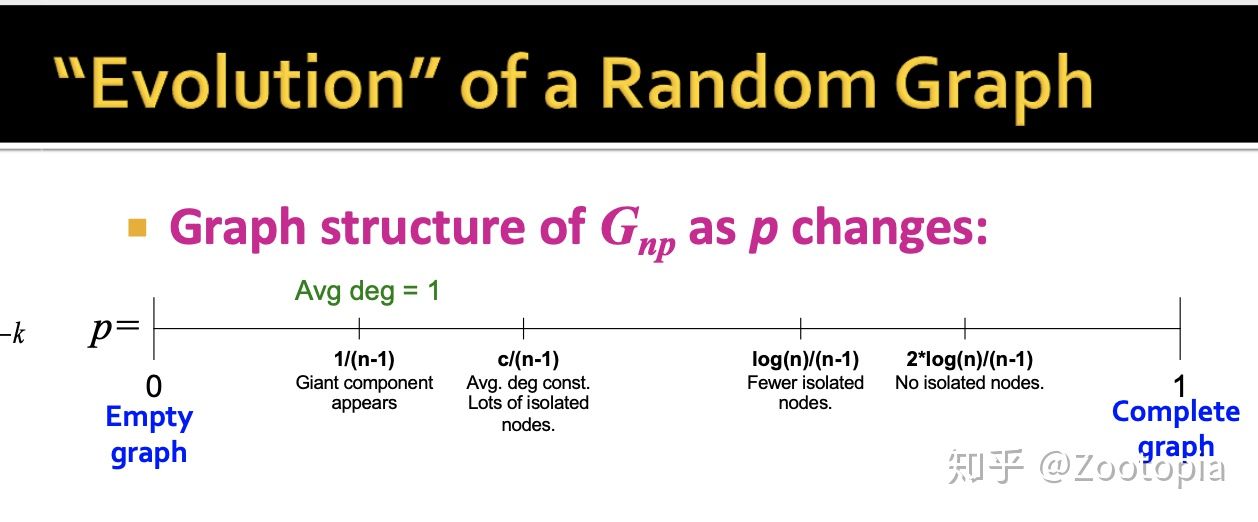 “Evolution” of a Random Graph
Graph structure of Gnp as p changes:
Avg deg = 1
–k
p=
1/(n-1)
Giant component
appears
c/(n-1)
Avg. deg const.
Lots of isolated
nodes.
log(n)/(n-1)
Fewer isolated
nodes.
2*log(n)/(n-1)
No isolated nodes.
0
Empty
graph
1
Complete
graph
知乎 @Zootopia